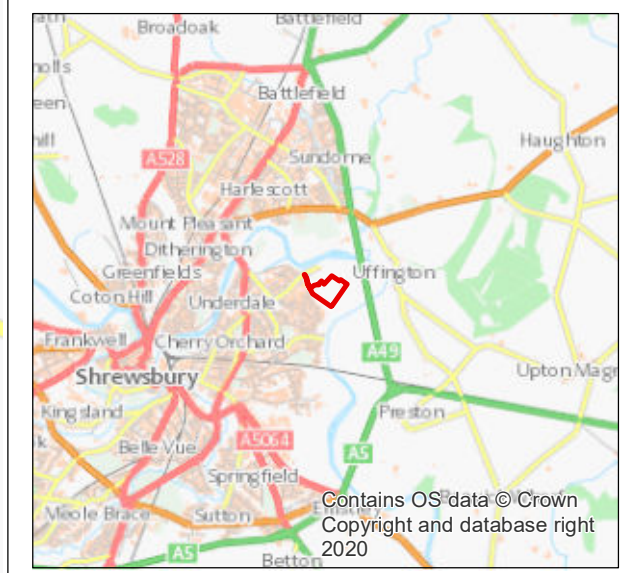 Battlefield
Broadoak
Battlefield
Haughton
A528
Sundorne
Harlescott
Mount Pleasant
Ditherington
Greenfields
Uffington
Coton Hill
Underdale
Frankwell
Cherry Orchard
A49
Shrewsbury
Upton Magn
Kingsland
Preston
A5064
Belle Vue
A5
Springfield
Meole Brace
Sutton
Contains OS data © Crown
Copyright and database right
2020
A5
Betton